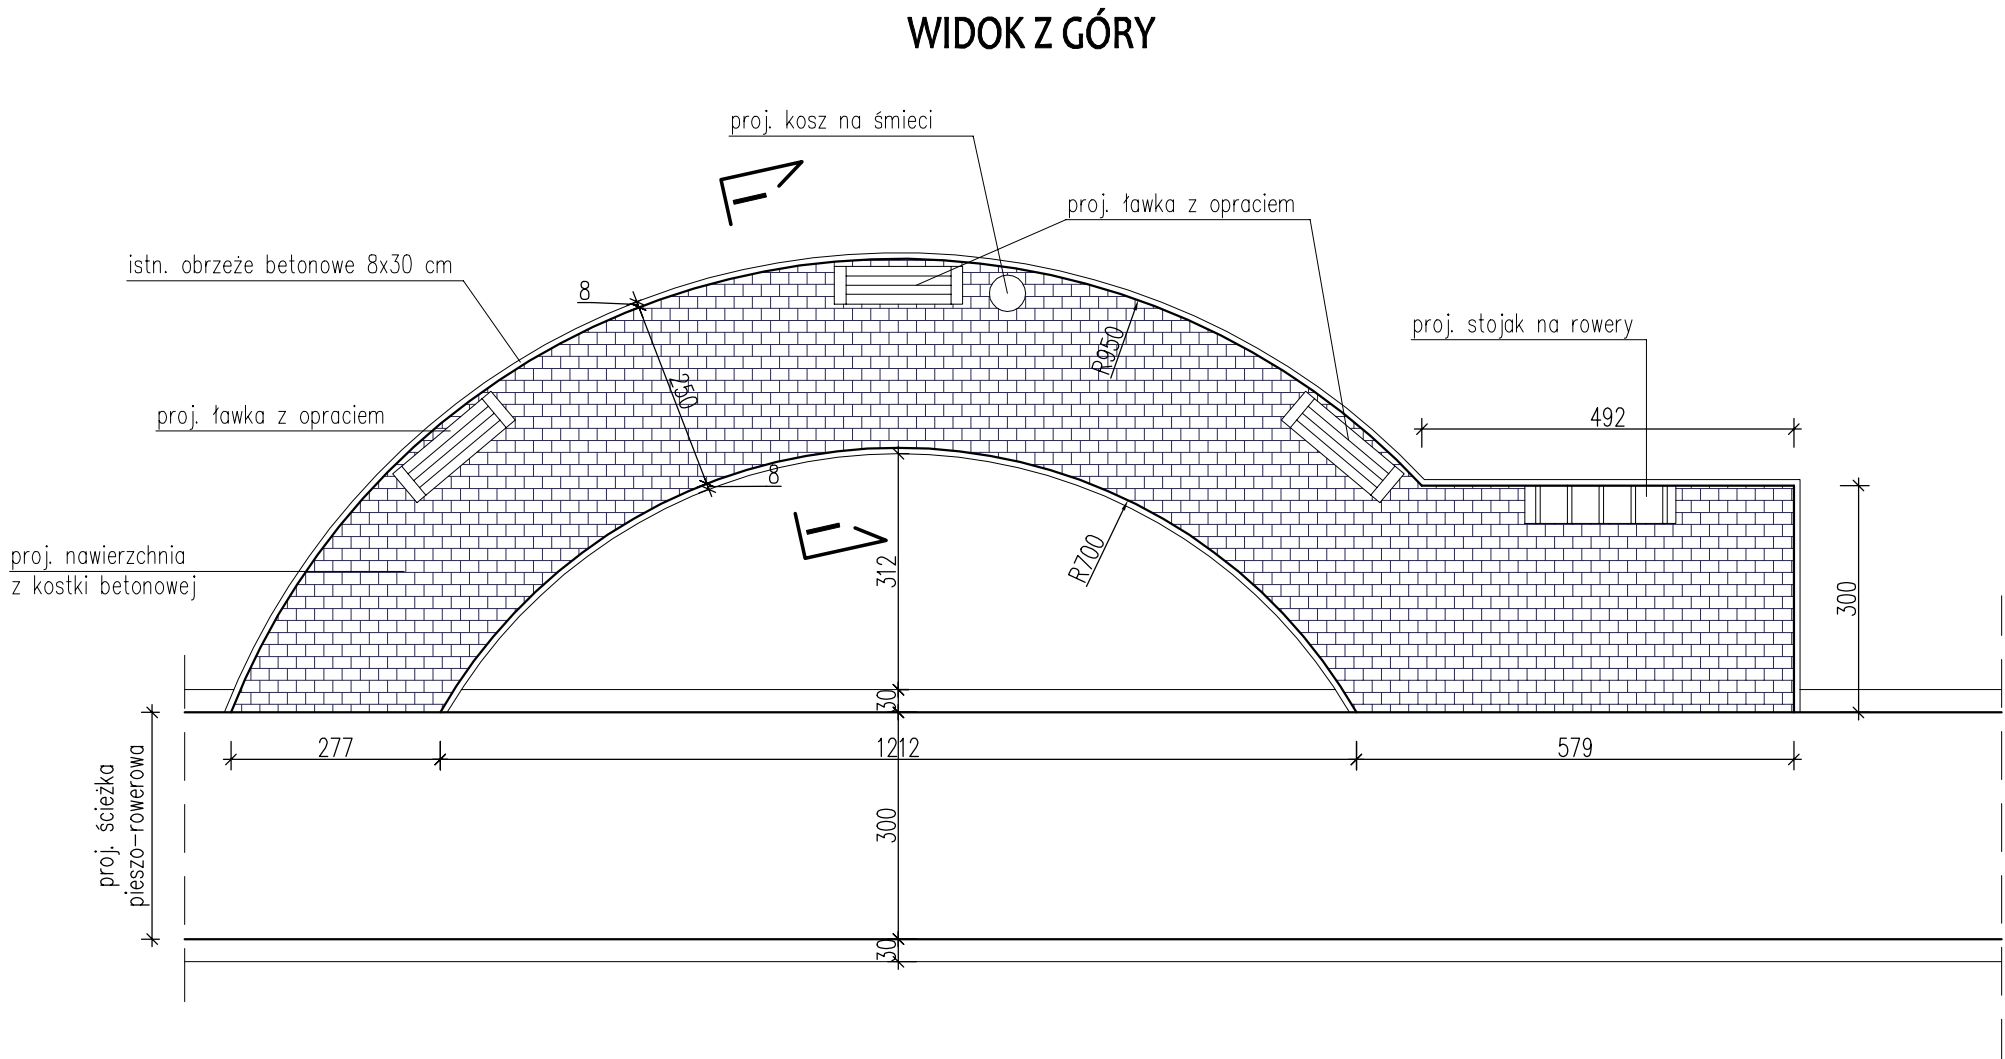 WIDOK Z GÓRY
proj. kosz na śmieci
F
proj. ławka z opraciem
istn. obrzeże betonowe 8x30 cm
8
proj. stojak na rowery
R950
250
proj. ławka z opraciem
492
8
F
proj. nawierzchnia
z kostki betonowej
312
R700
300
30
277
1212
579
proj. ścieżka
pieszo-rowerowa
300
30